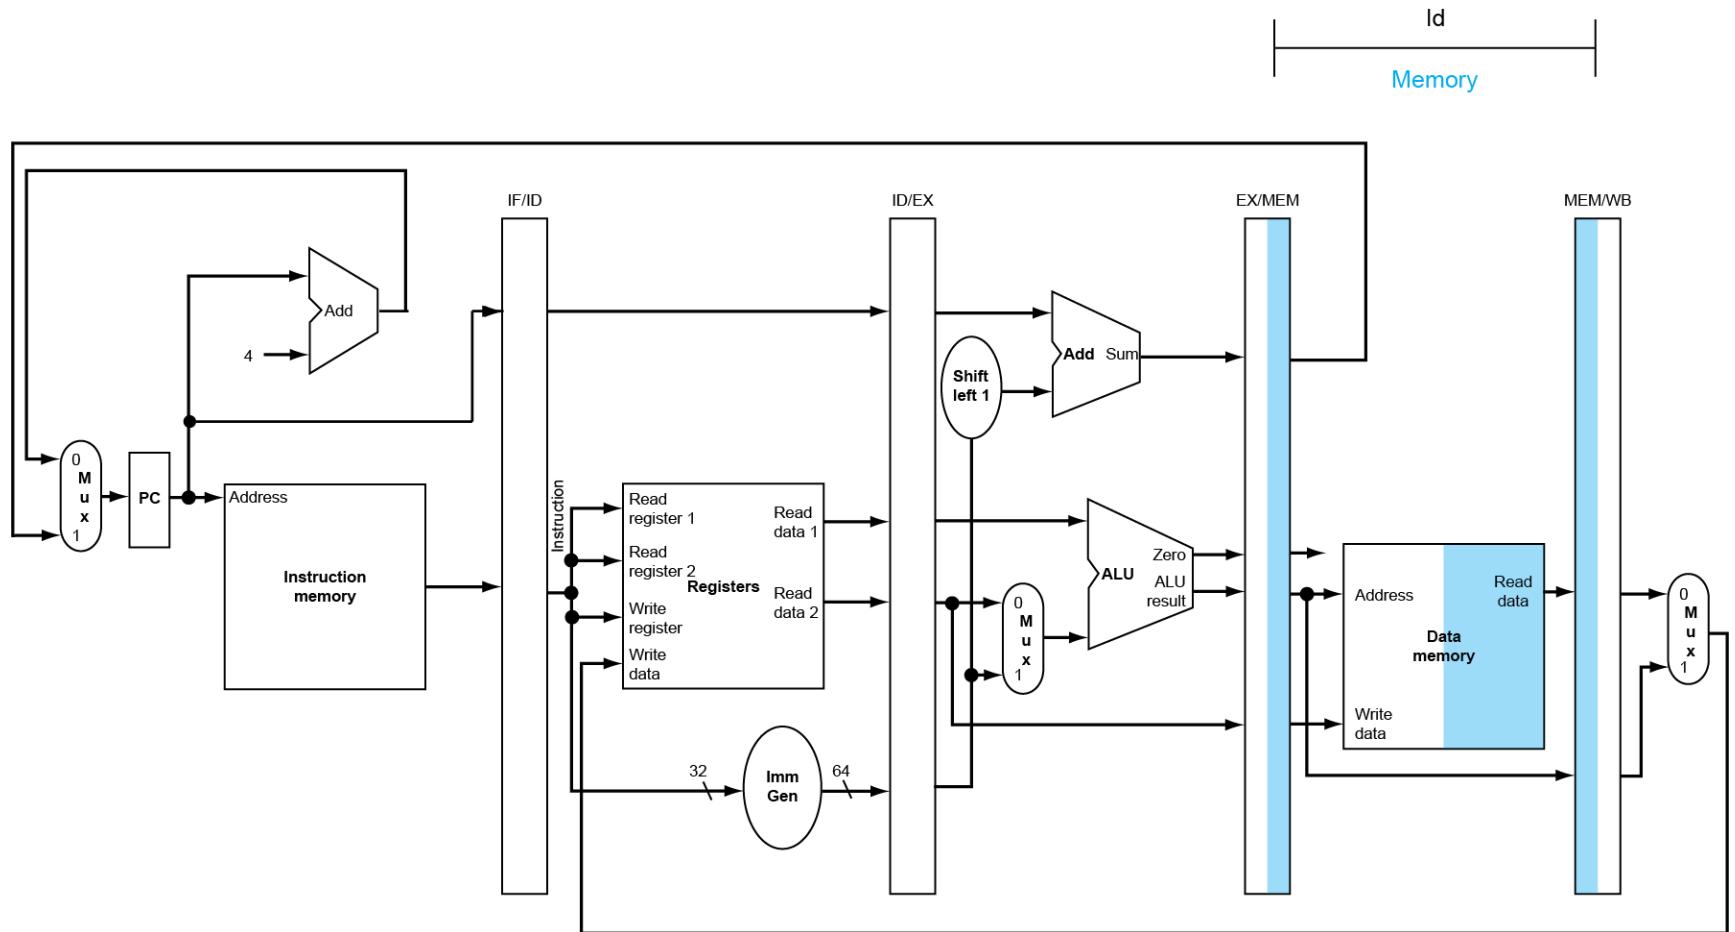 ld
Memory
IF/ID
ID/EX
EX/MEM
MEM/WB
Add
4
Add Sum
Shift
left 1
0
M
u
x
1
PC
Address
Instruction
memory
Instruction
Read
register 1
Read
register 2
Registers
Write
register
Write
data
Read
data 1
Read
data 2
0
M
u
x
1
Zero
ALU
ALU
result
Address
Read
data
Data
memory
Write
data
0
M
u
x
1
32
Imm
Gen
64